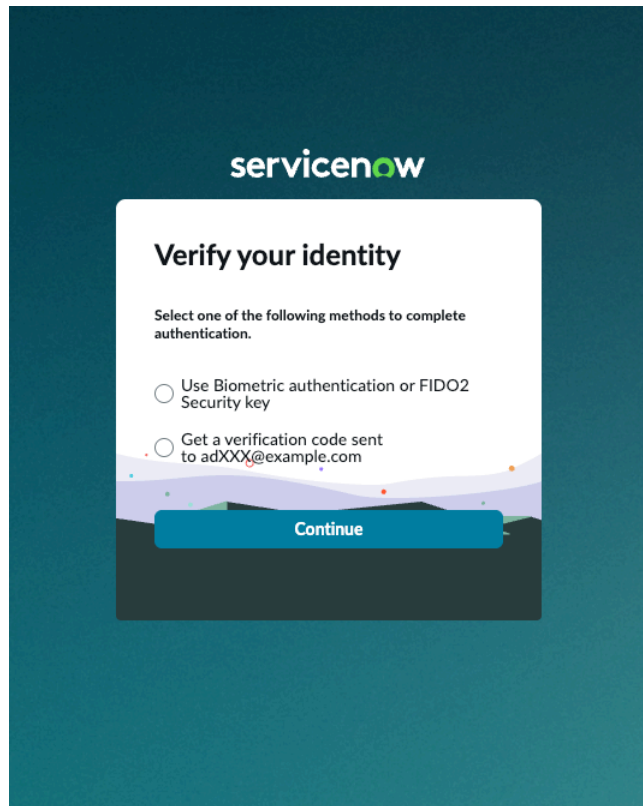 servicenow
Verify your identity
Select one of the following methods to complete
authentication.
Use Biometric authentication or FIDO2
Security key
Get a verification code sent
to adXXX@example.com
Continue